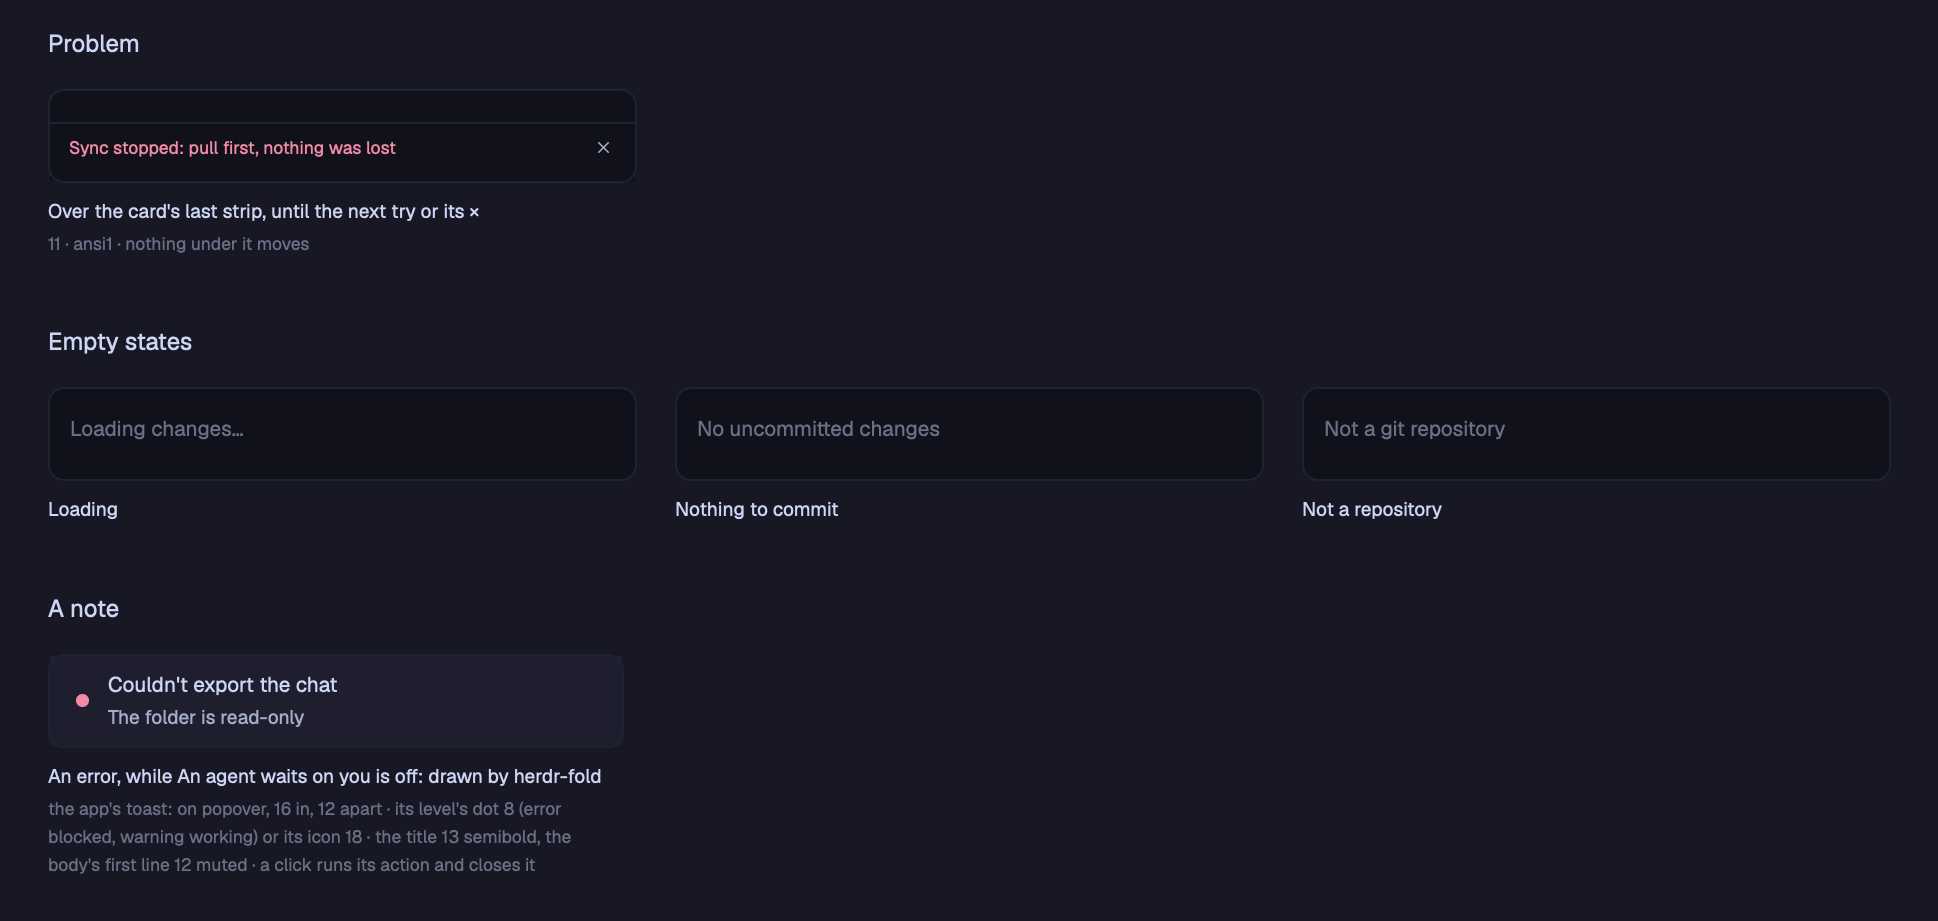 Problem
Sync stopped: pull first, nothing was lost ×
Over the card's last strip, until the next try or its ×
11 · ansi1 · nothing under it moves
Empty states
Loading changes…
No uncommitted changes
Not a git repository
Loading
Nothing to commit
Not a repository
A note
Couldn't export the chat
The folder is read-only
An error, while An agent waits on you is off: drawn by herdr-fold
the app's toast: on popover, 16 in, 12 apart · its level's dot 8 (error
blocked, warning working) or its icon 18 · the title 13 semibold, the
body's first line 12 muted · a click runs its action and closes it